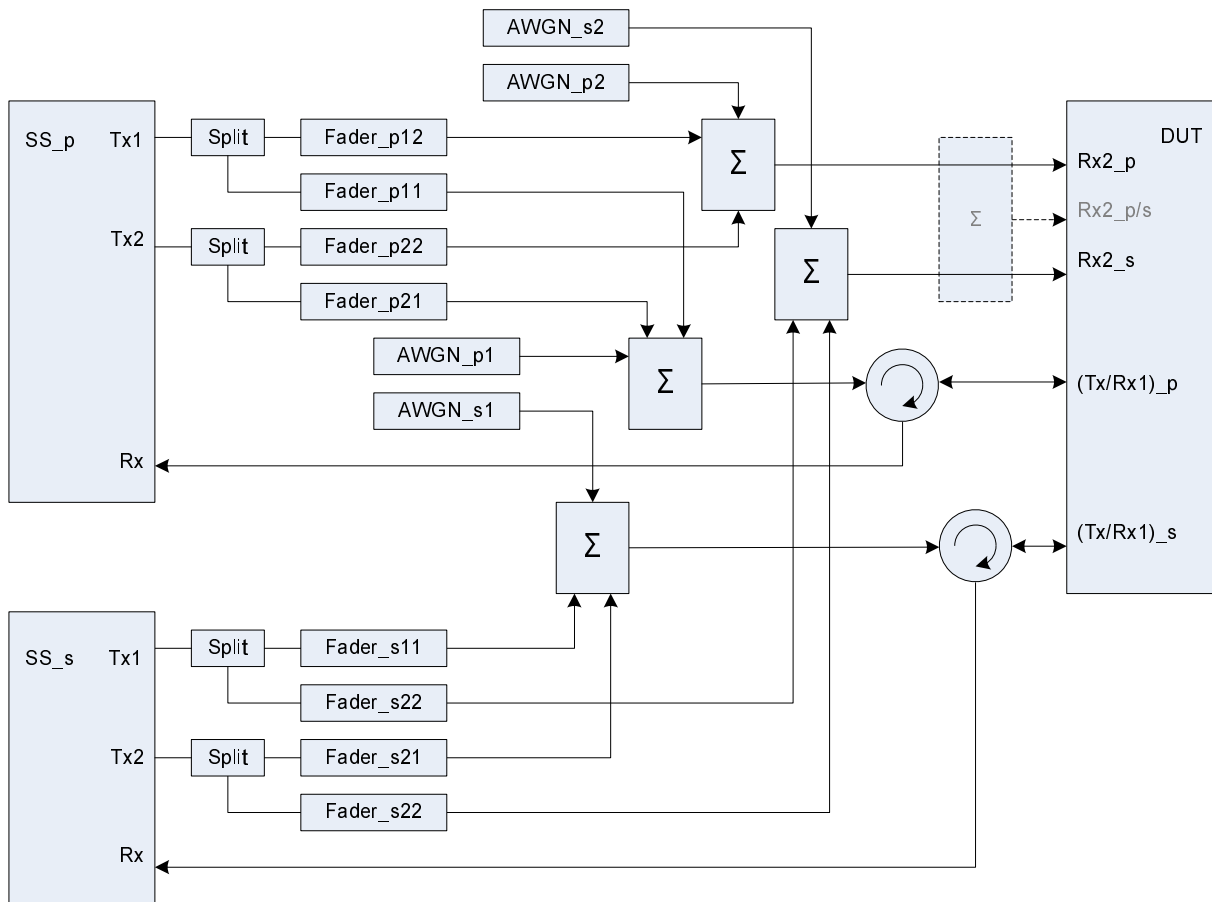 AWGN_s2
AWGN_p2
SS_p
Tx1
Split
Fader_p12
Σ
DUT
Rx2_p
Fader_p11
Σ
Rx2_p/s
Tx2
Split
Fader_p22
Σ
Rx2_s
Fader_p21
AWGN_p1
Σ
(Tx/Rx1)_p
AWGN_s1
Rx
Σ
(Tx/Rx1)_s
SS_s
Tx1
Split
Fader_s11
Fader_s22
Tx2
Split
Fader_s21
Fader_s22
Rx